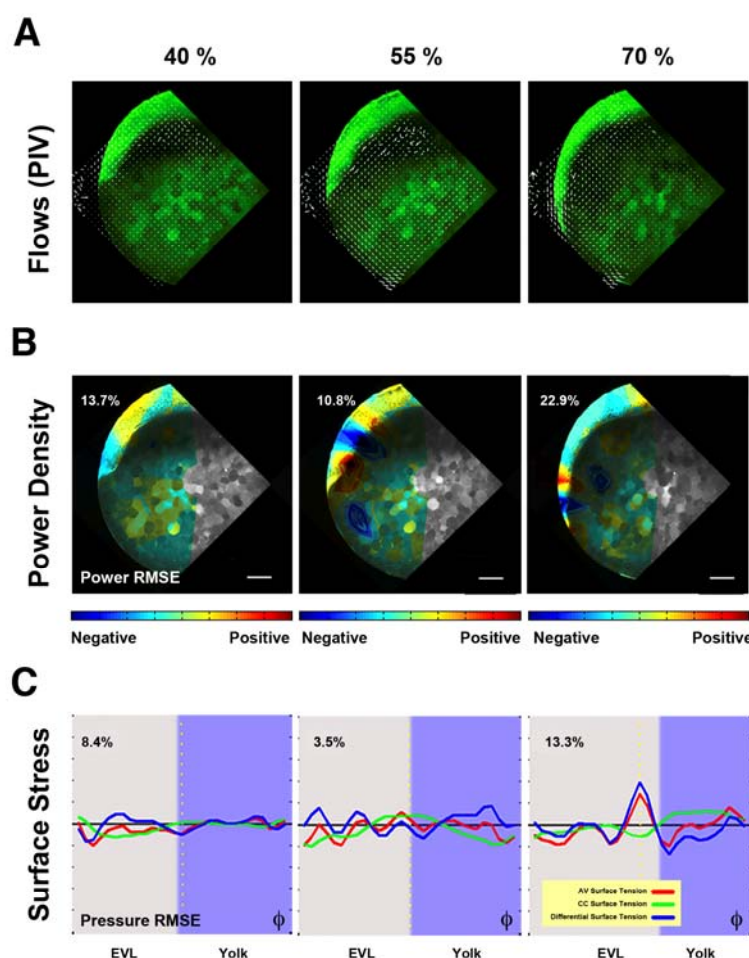 A
40 %
55 %
70 %
Flows (PIV)
B
Power Density
13.7%
10.8%
22.9%
Power RMSE
Negative Positive
Negative Positive
Negative Positive
C
Surface Stress
8.4%
3.5%
13.3%
AV Surface Tension
CC Surface Tension
Differential Surface Tension
Pressure RMSE
ϕ
ϕ
ϕ
EVL Yolk
EVL Yolk
EVL Yolk